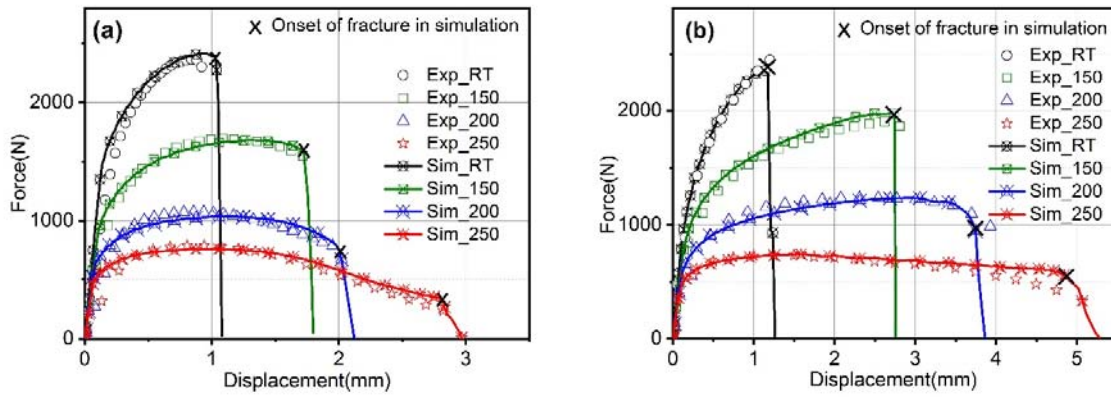 (a)
X Onset of fracture in simulation
Exp_RT
Exp_150
Exp_200
Exp_250
Sim_RT
Sim_150
Sim_200
Sim_250
2000
1000
0
Force(N)
0 1 2 3
Displacement(mm)
(b)
X Onset of fracture in simulation
Exp_RT
Exp_150
Exp_200
Exp_250
Sim_RT
Sim_150
Sim_200
Sim_250
2000
1000
0
Force(N)
0 1 2 3 4 5
Displacement(mm)